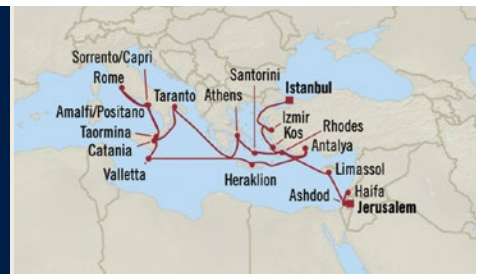 Sorrento/Capri
Rome
Santorini
Taranto
Athens
Istanbul
Amalfi/Positano
Izmir
Kos
Rhodes
Taormina
Catania
Antalya
Valletta
Heraklion
Limassol
Ashdod
Haifa
Jerusalem